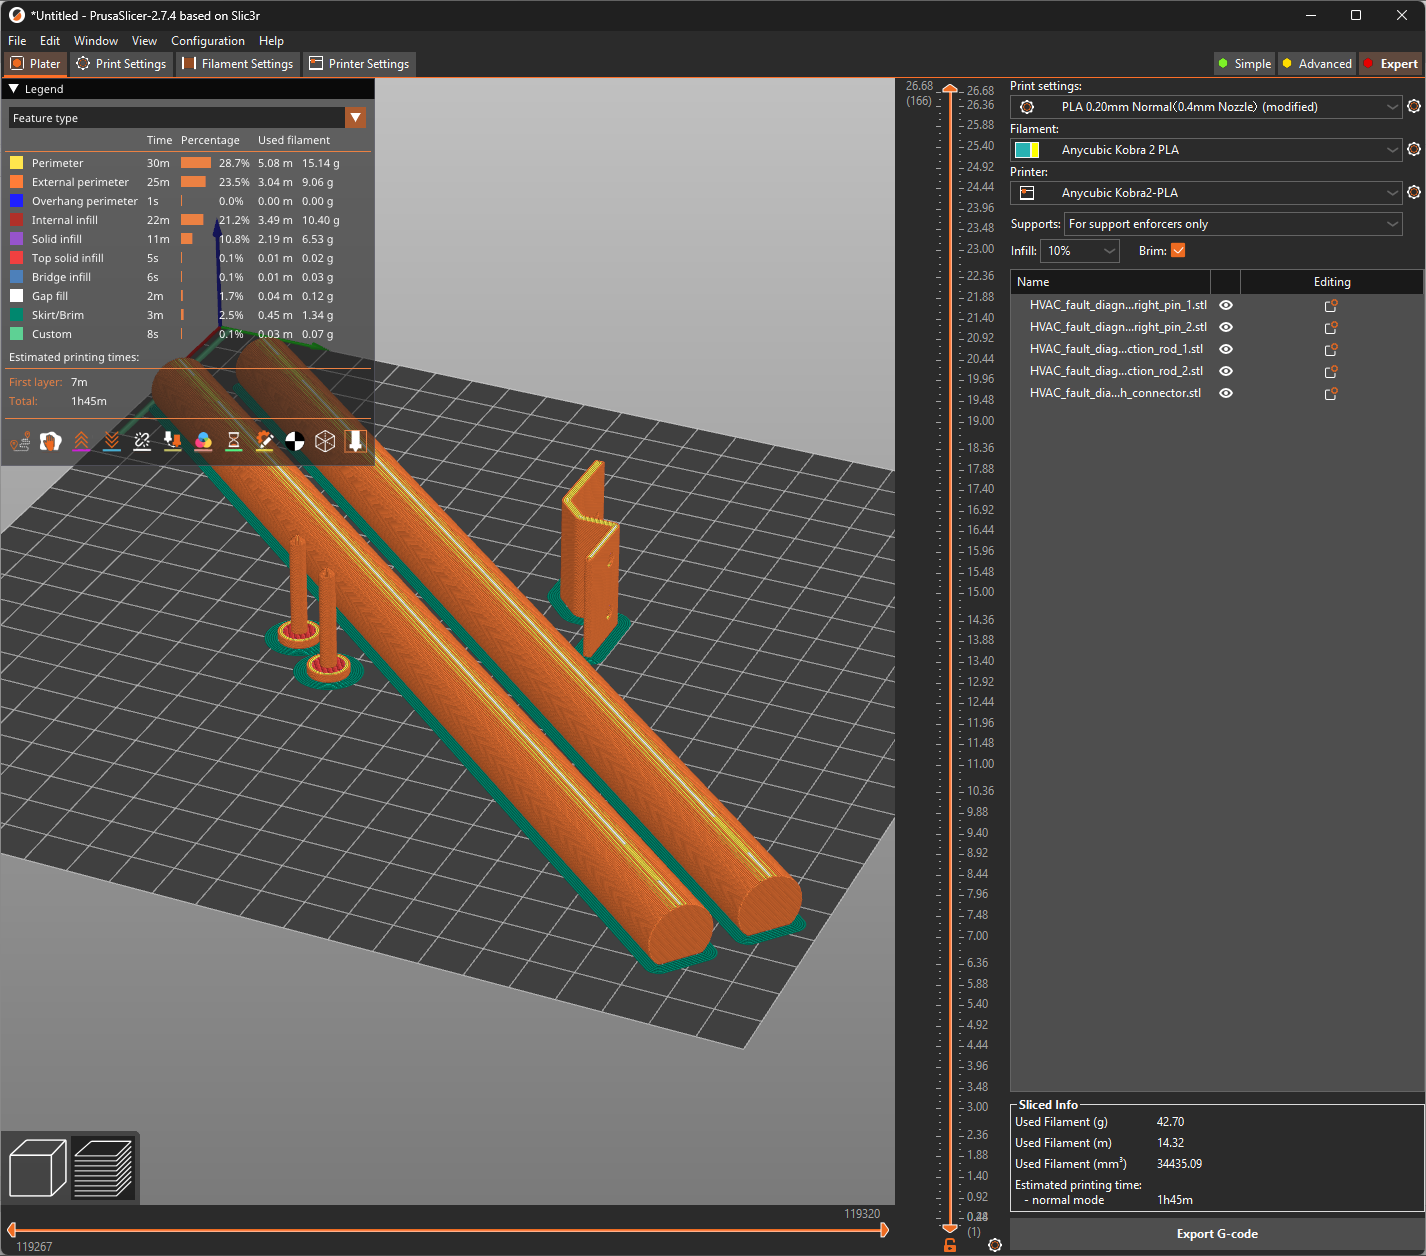 *Untitled - PrusaSlicer-2.7.4 based on Slic3r
File Edit Window View Configuration Help
Plater Print Settings Filament Settings Printer Settings Simple Advanced Expert
Legend
Feature type
Time Percentage Used filament
Perimeter 30m 28.7% 5.08 m 15.14 g
External perimeter 25m 23.5% 3.04 m 9.06 g
Overhang perimeter 1s 0.0% 0.00 m 0.00 g
Internal infill 22m 21.2% 3.49 m 10.40 g
Solid infill 11m 10.8% 2.19 m 6.53 g
Top solid infill 5s 0.1% 0.01 m 0.02 g
Bridge infill 6s 0.1% 0.01 m 0.03 g
Gap fill 2m 1.7% 0.04 m 0.12 g
Skirt/Brim 3m 2.5% 0.45 m 1.34 g
Custom 8s 0.1% 0.03 m 0.07 g
Estimated printing times:
First layer: 7m
Total: 1h45m
26.68
(166)
26.68
26.36
25.88
25.40
24.92
24.44
23.96
23.48
23.00
22.36
21.88
21.40
20.92
20.44
19.96
19.48
19.00
18.36
17.88
17.40
16.92
16.44
15.96
15.48
15.00
14.36
13.88
13.40
12.92
12.44
11.96
11.48
11.00
10.36
9.88
9.40
8.92
8.44
7.96
7.48
7.00
6.36
5.88
5.40
4.92
4.44
3.96
3.48
3.00
2.36
1.88
1.40
0.92
(1)
119320
119267
Print settings:
PLA 0.20mm Normal(0.4mm Nozzle) (modified)
Filament:
Anycubic Kobra 2 PLA
Printer:
Anycubic Kobra2-PLA
Supports: For support enforcers only
Infill: 10% Brim:
Name Editing
HVAC_fault_diagn...right_pin_1.stl
HVAC_fault_diagn...right_pin_2.stl
HVAC_fault_diag...ction_rod_1.stl
HVAC_fault_diag...ction_rod_2.stl
HVAC_fault_dia...h_connector.stl
Sliced Info
Used Filament (g) 42.70
Used Filament (m) 14.32
Used Filament (mm³) 34435.09
Estimated printing time:
- normal mode 1h45m
Export G-code